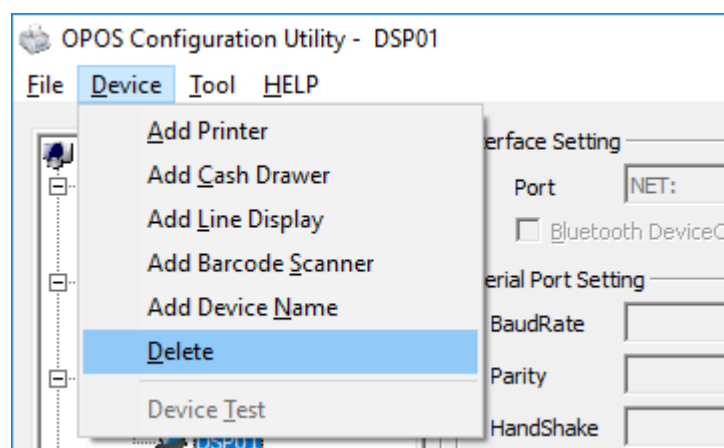 OPOS Configuration Utility - DSP01
File Device Tool HELP
Add Printer
Add Cash Drawer
Add Line Display
Add Barcode Scanner
Add Device Name
Delete
Device Test
erface Setting
Port NET:
Bluetooth DeviceC
erial Port Setting
BaudRate
Parity
HandShake
DSP01